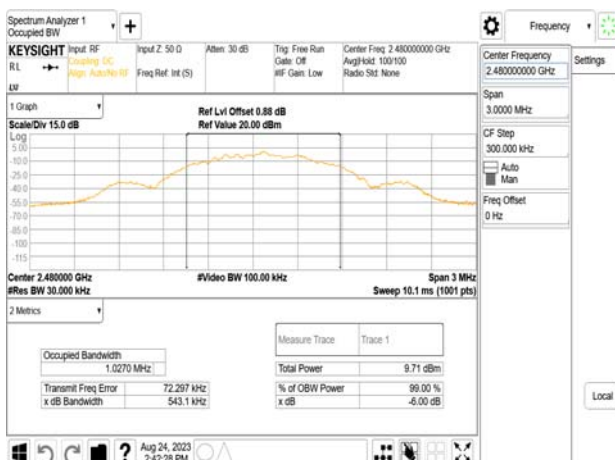 Spectrum Analyzer 1
Occupied BW
+
Frequency
KEYSIGHT
RL
Input: RF
Coupling: DC
Align: Auto/No RF
Input Z: 50 Ω
Freq Ref: Int (S)
Atten: 30 dB
Trig: Free Run
Gate: Off
#IF Gain: Low
Center Freq: 2.480000000 GHz
Avg|Hold: 100/100
Radio Std: None
Center Frequency
2.480000000 GHz
Settings
Span
3.0000 MHz
CF Step
300.000 kHz
Auto
Man
Freq Offset
0 Hz
Local
1 Graph
Scale/Div 15.0 dB
Ref Lvl Offset 0.88 dB
Ref Value 20.00 dBm
Log
5.00
-10.0
-25.0
-40.0
-55.0
-70.0
-85.0
-100
-115
Center 2.480000 GHz
#Res BW 30.000 kHz
#Video BW 100.00 kHz
Span 3 MHz
Sweep 10.1 ms (1001 pts)
2 Metrics
Occupied Bandwidth
1.0270 MHz
Transmit Freq Error 72.297 kHz
x dB Bandwidth 543.1 kHz
Measure Trace Trace 1
Total Power 9.71 dBm
% of OBW Power 99.00 %
x dB -6.00 dB
?
Aug 24, 2023
2:42:28 PM